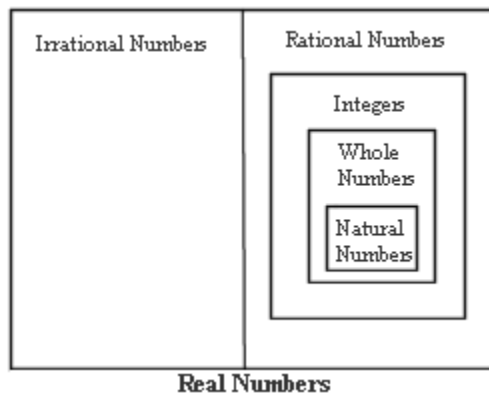 Irrational Numbers
Rational Numbers
Integers
Whole
Numbers
Natural
Numbers
Real Numbers